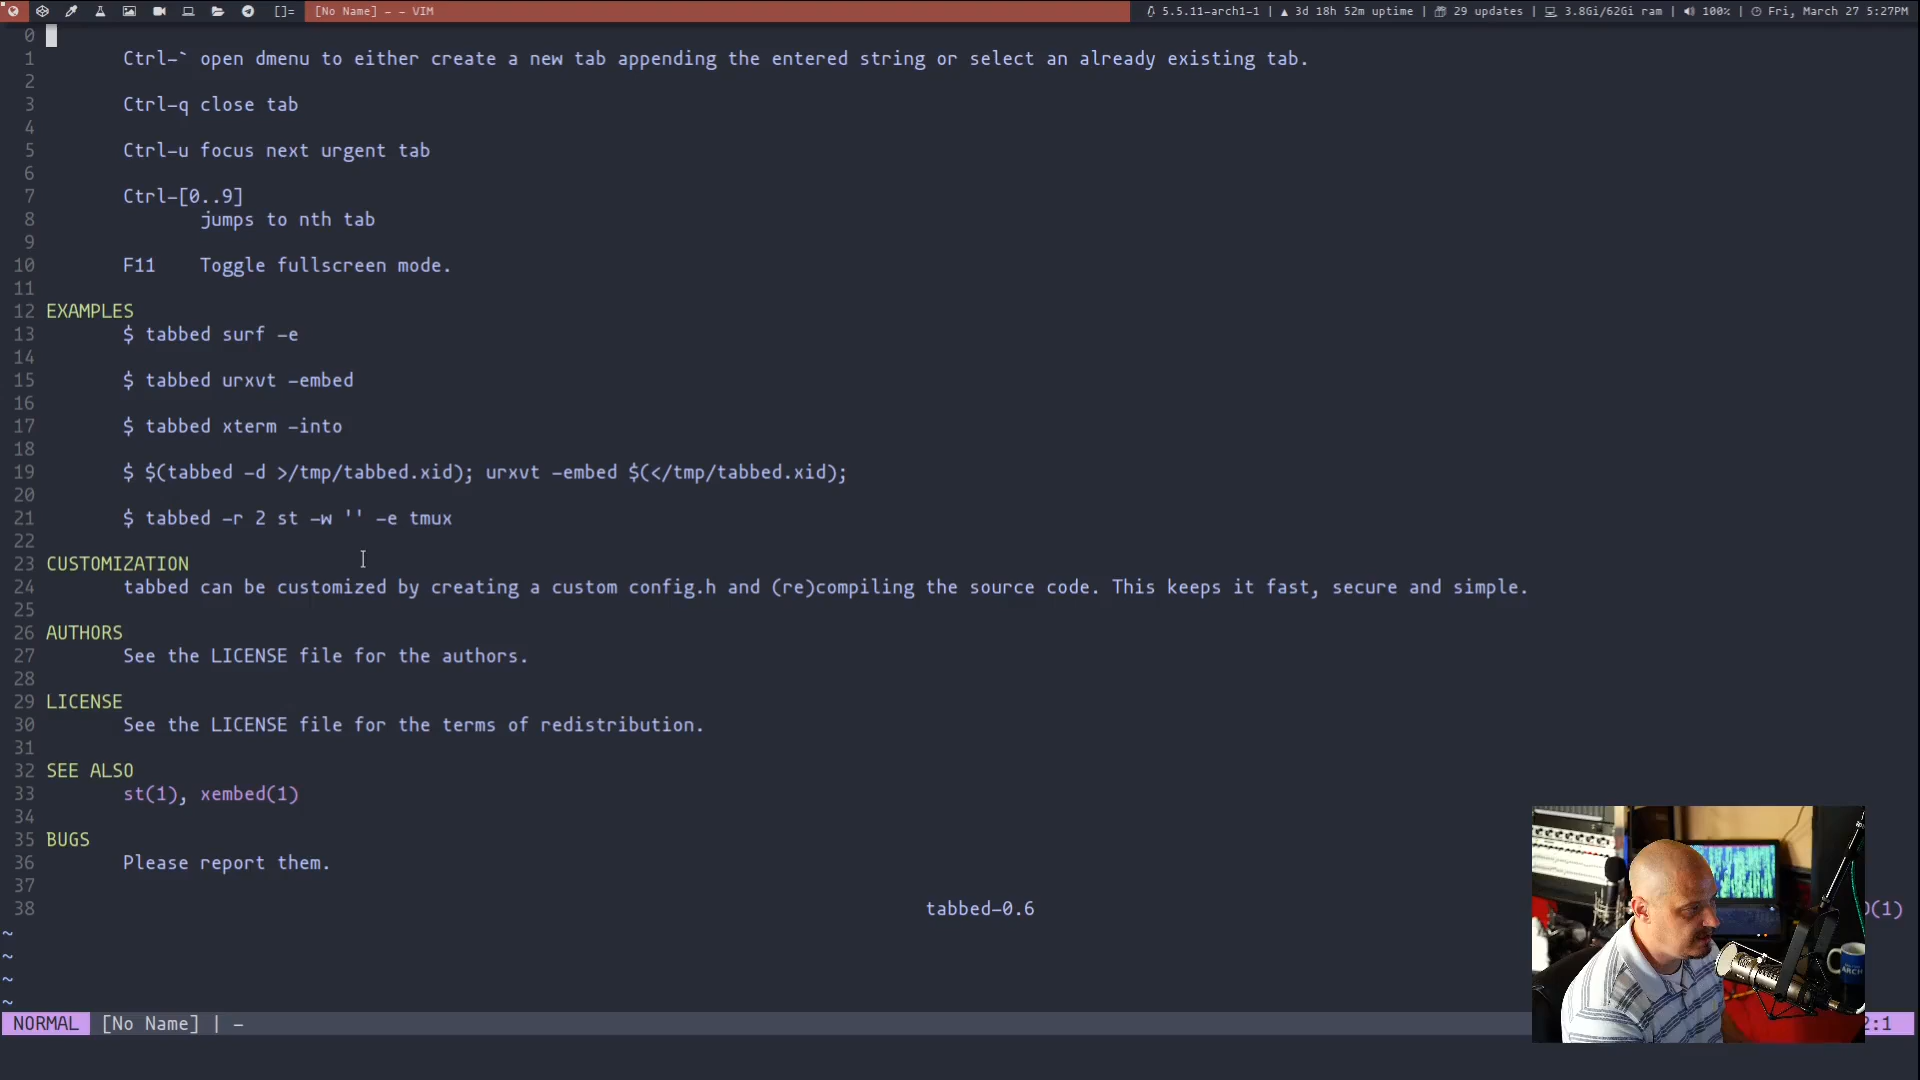 []= [No Name] - - VIM 5.5.11-arch1-1 | ▲ 3d 18h 52m uptime | 29 updates | 3.8Gi/62Gi ram | 100% | Fri, March 27 5:27PM
0
1 Ctrl-` open dmenu to either create a new tab appending the entered string or select an already existing tab.
2
3 Ctrl-q close tab
4
5 Ctrl-u focus next urgent tab
6
7 Ctrl-[0..9]
8 jumps to nth tab
9
10 F11 Toggle fullscreen mode.
11
12 EXAMPLES
13 $ tabbed surf -e
14
15 $ tabbed urxvt -embed
16
17 $ tabbed xterm -into
18
19 $ $(tabbed -d >/tmp/tabbed.xid); urxvt -embed $(</tmp/tabbed.xid);
20
21 $ tabbed -r 2 st -w '' -e tmux
22
23 CUSTOMIZATION
24 tabbed can be customized by creating a custom config.h and (re)compiling the source code. This keeps it fast, secure and simple.
25
26 AUTHORS
27 See the LICENSE file for the authors.
28
29 LICENSE
30 See the LICENSE file for the terms of redistribution.
31
32 SEE ALSO
33 st(1), xembed(1)
34
35 BUGS
36 Please report them.
37
38 tabbed-0.6 (1)
~
~
~
~
NORMAL [No Name] | - 2:1
ARCH